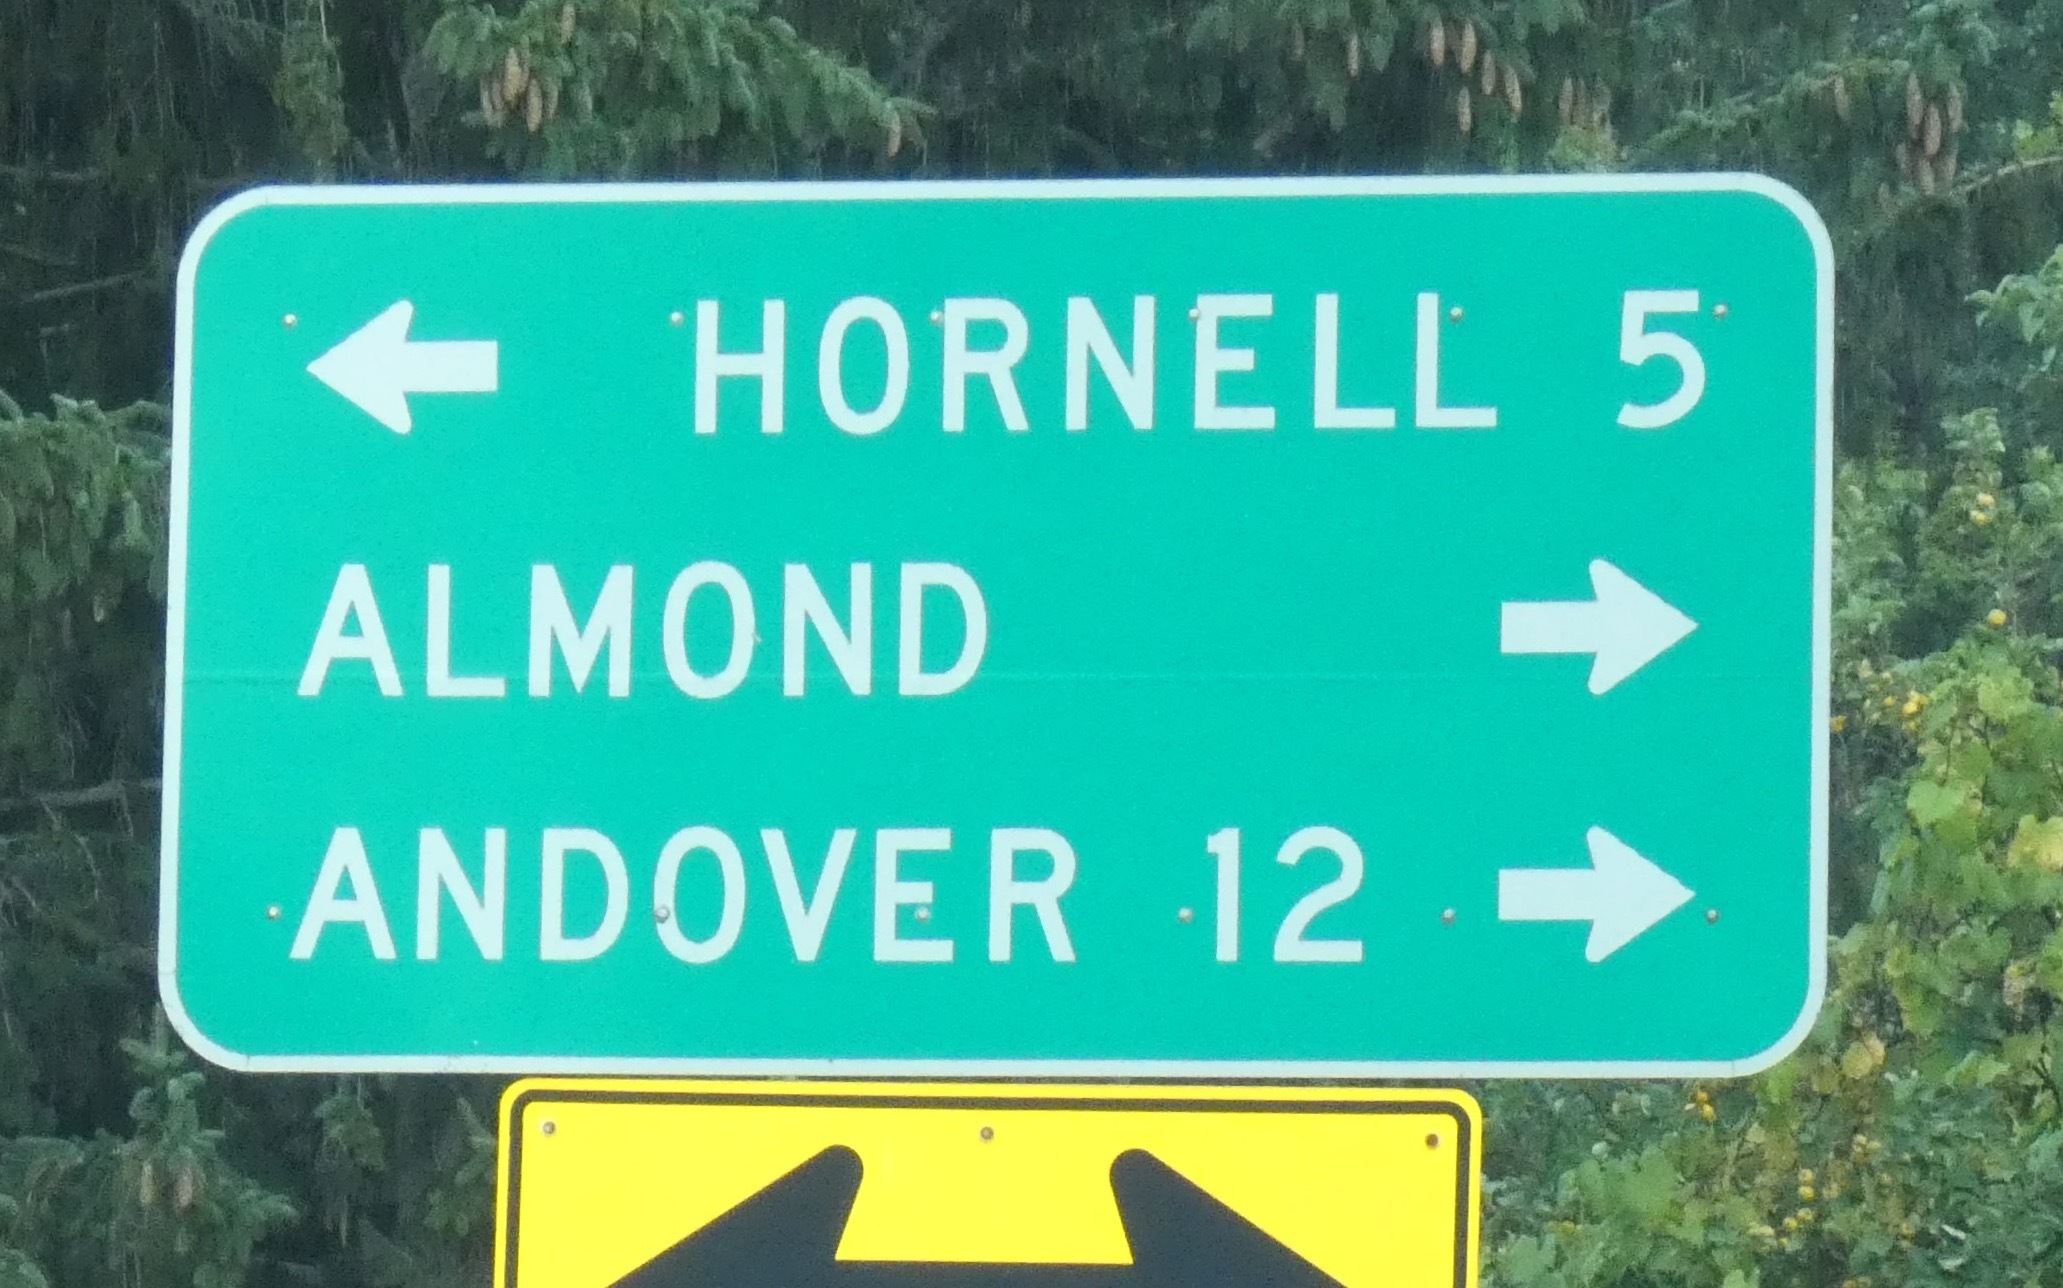 ← HORNELL 5
ALMOND →
ANDOVER 12 →